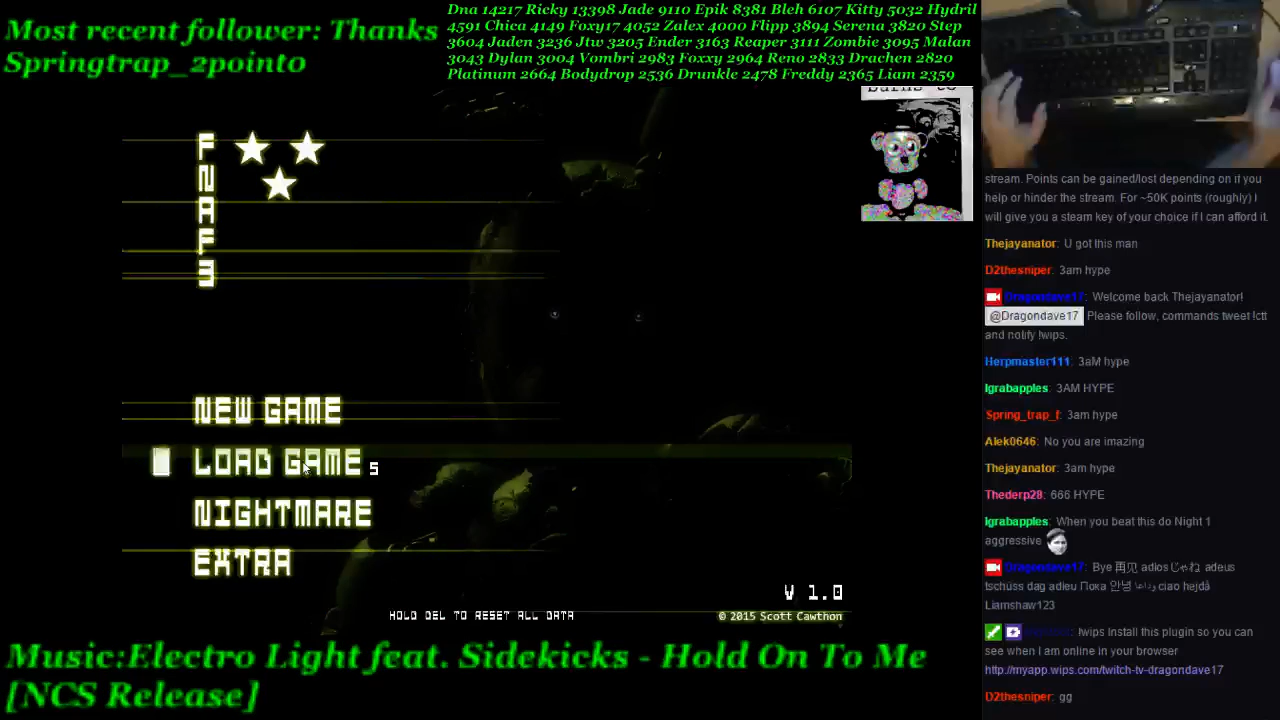 Most recent follower: Thanks
Springtrap_2point0
Dna 14217 Ricky 13398 Jade 9110 Epik 8381 Bleh 6107 Kitty 5032 Hydril
4591 Chica 4149 Foxy17 4052 Zalex 4000 Flipp 3894 Serena 3820 Step
3604 Jaden 3236 Jtw 3205 Ender 3163 Reaper 3111 Zombie 3095 Malan
3043 Dylan 3004 Vombri 2983 Foxxy 2964 Reno 2833 Drachen 2820
Platinum 2664 Bodydrop 2536 Drunkle 2478 Freddy 2365 Liam 2359
FNAF3
NEW GAME
LOAD GAME 5
NIGHTMARE
EXTRA
V 1.0
HOLD DEL TO RESET ALL DATA
© 2015 Scott Cawthon
Music:Electro Light feat. Sidekicks - Hold On To Me
[NCS Release]
stream. Points can be gained/lost depending on if you
help or hinder the stream. For ~50K points (roughly) I
will give you a steam key of your choice if I can afford it.
Thejayanator: U got this man
D2thesniper: 3am hype
Dragondave17: Welcome back Thejayanator!
@Dragondave17 Please follow, commands tweet !ctt
and notify !wips.
Herpmaster111: 3aM hype
Igrabapples: 3AM HYPE
Spring_trap_f: 3am hype
Alek0646: No you are imazing
Thejayanator: 3am hype
Thederp28: 666 HYPE
Igrabapples: When you beat this do Night 1
aggressive
Dragondave17: Bye 再见 adios じゃね adeus
tschüss dag adieu Пока 안녕 وداعا ciao hejdå
Liamshaw123
!wips Install this plugin so you can
see when I am online in your browser
http://myapp.wips.com/twitch-tv-dragondave17
D2thesniper: gg